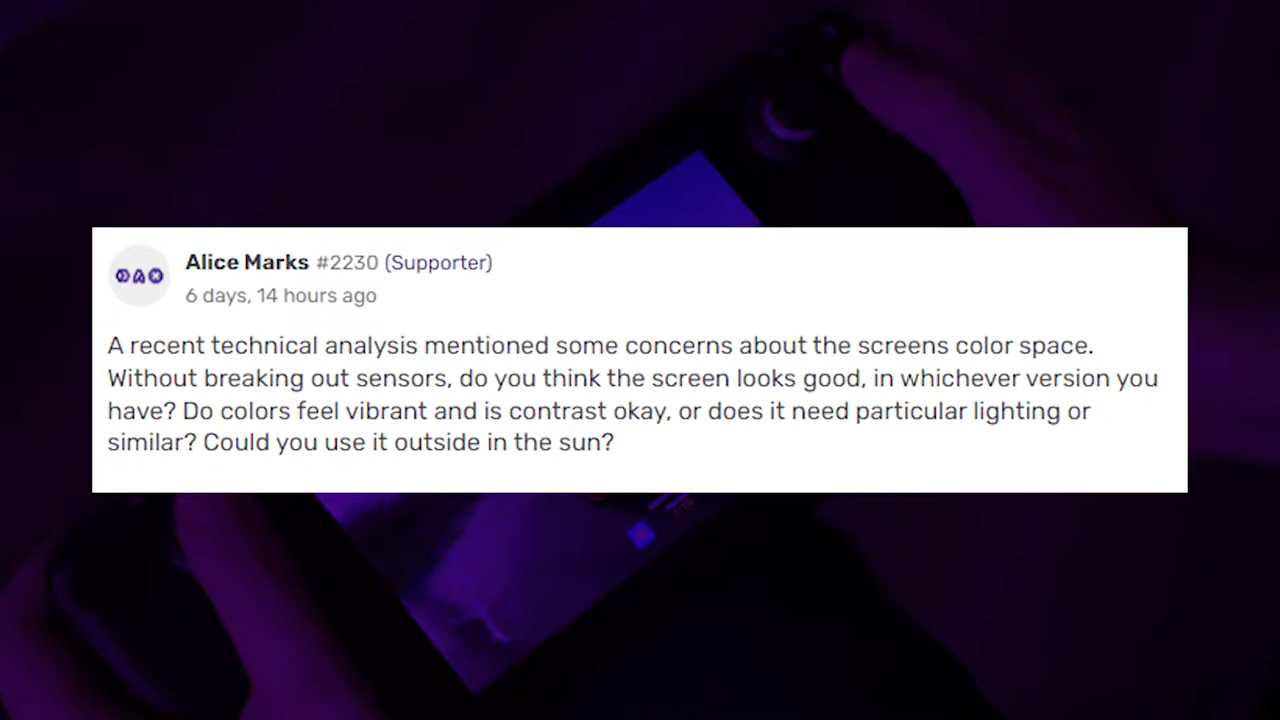 Alice Marks #2230 (Supporter)
6 days, 14 hours ago
A recent technical analysis mentioned some concerns about the screens color space.
Without breaking out sensors, do you think the screen looks good, in whichever version you
have? Do colors feel vibrant and is contrast okay, or does it need particular lighting or
similar? Could you use it outside in the sun?